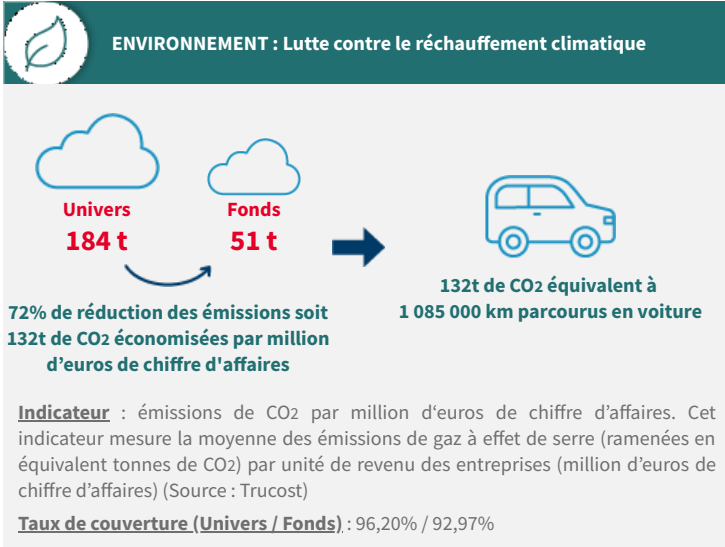 ENVIRONNEMENT : Lutte contre le réchauffement climatique
Univers
184 t
Fonds
51 t
72% de réduction des émissions soit
132t de CO2 économisées par million
d’euros de chiffre d'affaires
132t de CO2 équivalent à
1 085 000 km parcourus en voiture
Indicateur : émissions de CO2 par million d‘euros de chiffre d’affaires. Cet
indicateur mesure la moyenne des émissions de gaz à effet de serre (ramenées en
équivalent tonnes de CO2) par unité de revenu des entreprises (million d’euros de
chiffre d’affaires) (Source : Trucost)
Taux de couverture (Univers / Fonds) : 96,20% / 92,97%